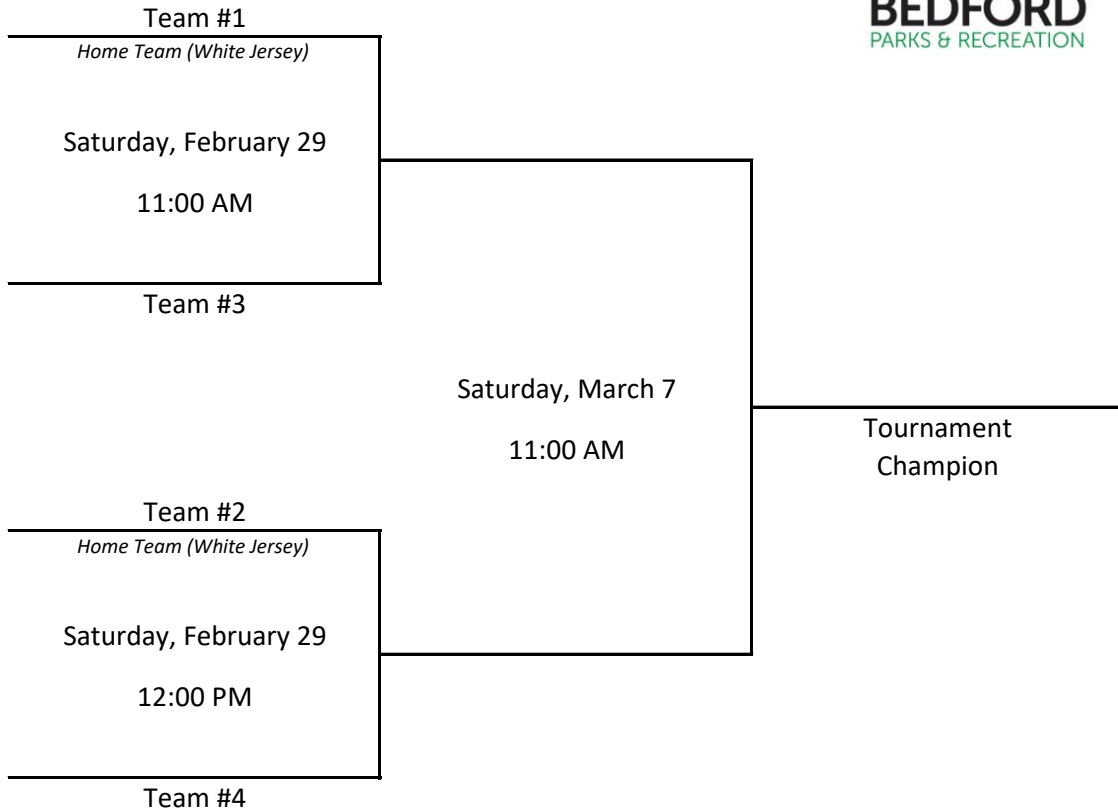 BEDFORD
PARKS & RECREATION
Team #1
Home Team (White Jersey)
Saturday, February 29
11:00 AM
Team #3
Saturday, March 7
11:00 AM
Tournament
Champion
Team #2
Home Team (White Jersey)
Saturday, February 29
12:00 PM
Team #4